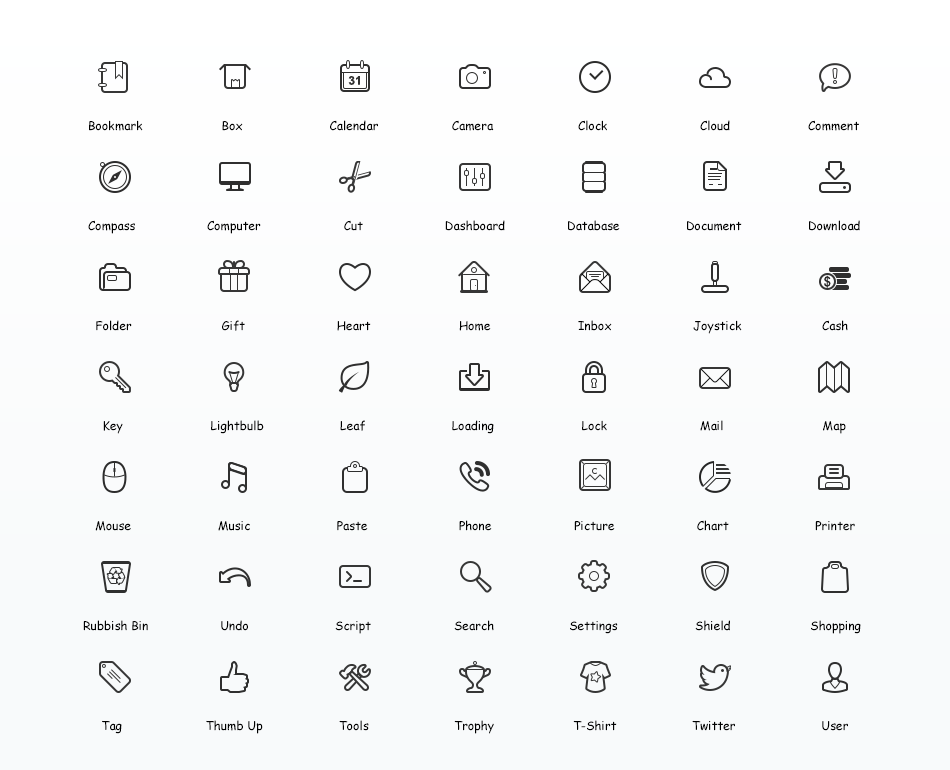 31
Bookmark Box Calendar Camera Clock Cloud Comment
Compass Computer Cut Dashboard Database Document Download
$
Folder Gift Heart Home Inbox Joystick Cash
Key Lightbulb Leaf Loading Lock Mail Map
C
Mouse Music Paste Phone Picture Chart Printer
Rubbish Bin Undo Script Search Settings Shield Shopping
Tag Thumb Up Tools Trophy T-Shirt Twitter User